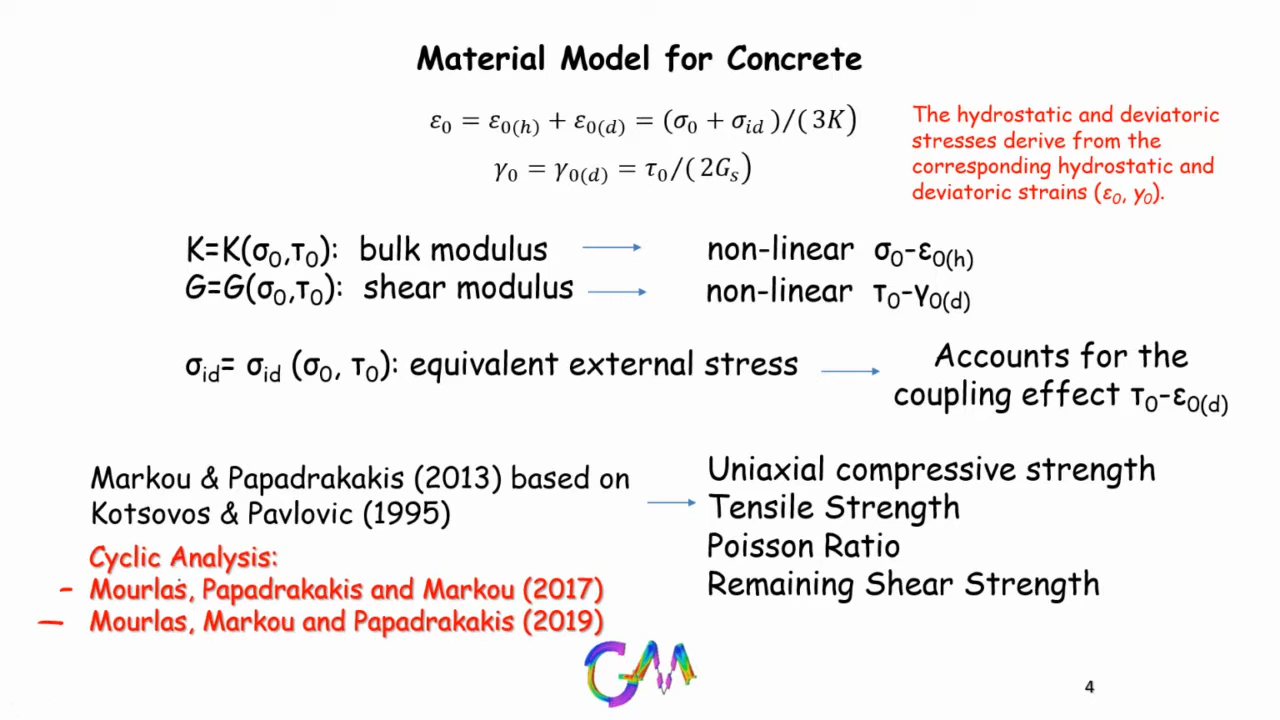 Material Model for Concrete
ε₀ = ε₀₍ₕ₎ + ε₀₍d₎ = (σ₀ + σ_id )/( 3K)
γ₀ = γ₀₍d₎ = τ₀/( 2Gₛ)
The hydrostatic and deviatoric
stresses derive from the
corresponding hydrostatic and
deviatoric strains (ε₀, γ₀).
K=K(σ₀,τ₀): bulk modulus
non-linear σ₀-ε₀₍ₕ₎
G=G(σ₀,τ₀): shear modulus
non-linear τ₀-γ₀₍d₎
σ_id= σ_id (σ₀, τ₀): equivalent external stress
Accounts for the
coupling effect τ₀-ε₀₍d₎
Markou & Papadrakakis (2013) based on
Kotsovos & Pavlovic (1995)
Uniaxial compressive strength
Tensile Strength
Poisson Ratio
Remaining Shear Strength
Cyclic Analysis:
- Mourlas, Papadrakakis and Markou (2017)
- Mourlas, Markou and Papadrakakis (2019)
GM
4